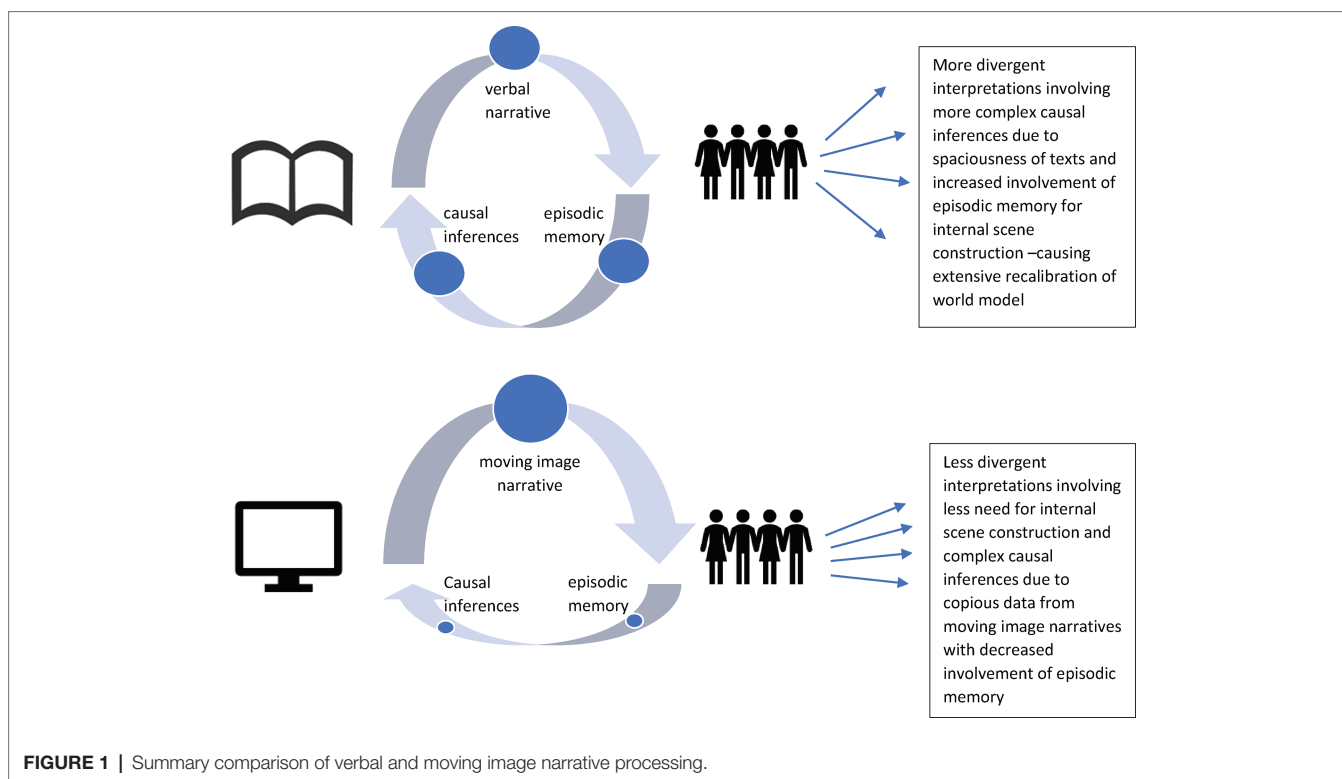 verbal
narrative
causal
inferences
episodic
memory
More divergent
interpretations involving
more complex causal
inferences due to
spaciousness of texts and
increased involvement of
episodic memory for
internal scene
construction –causing
extensive recalibration of
world model
moving image
narrative
Causal
inferences
episodic
memory
Less divergent
interpretations involving
less need for internal
scene construction and
complex causal
inferences due to
copious data from
moving image narratives
with decreased
involvement of episodic
memory
FIGURE 1 | Summary comparison of verbal and moving image narrative processing.